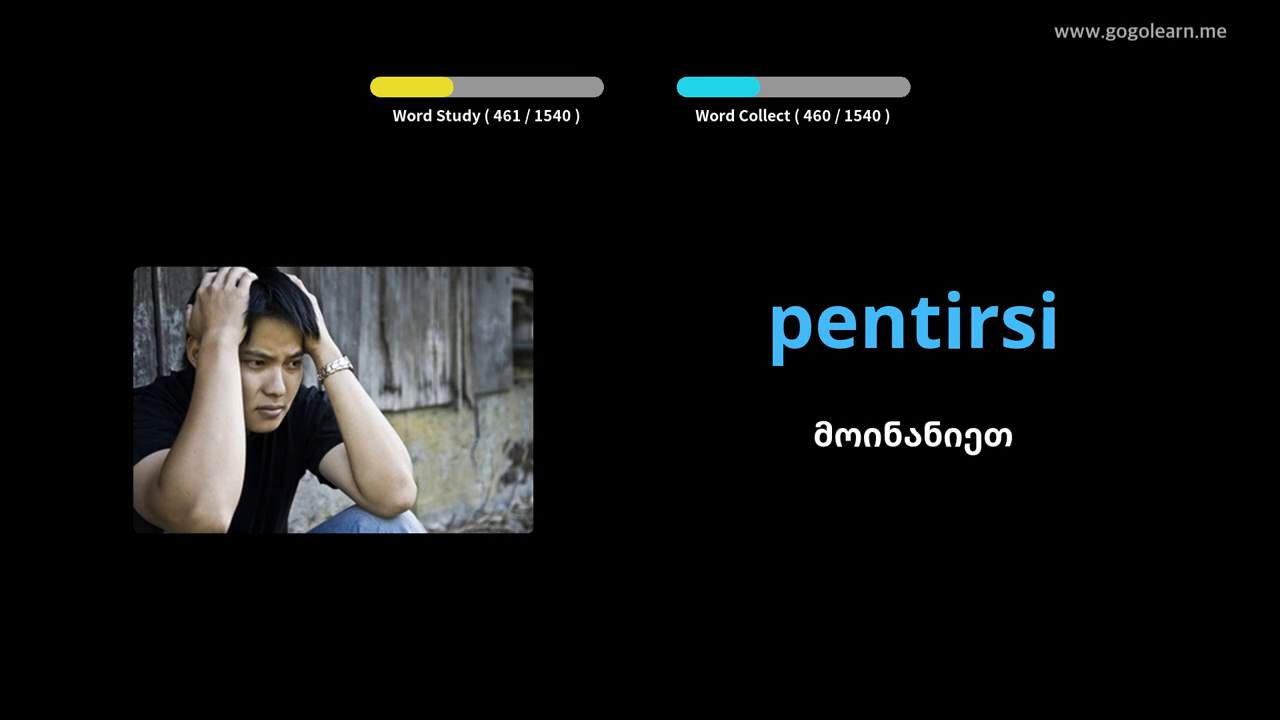 www.gogolearn.me
Word Study ( 461 / 1540 )
Word Collect ( 460 / 1540 )
pentirsi
მოინანიეთ